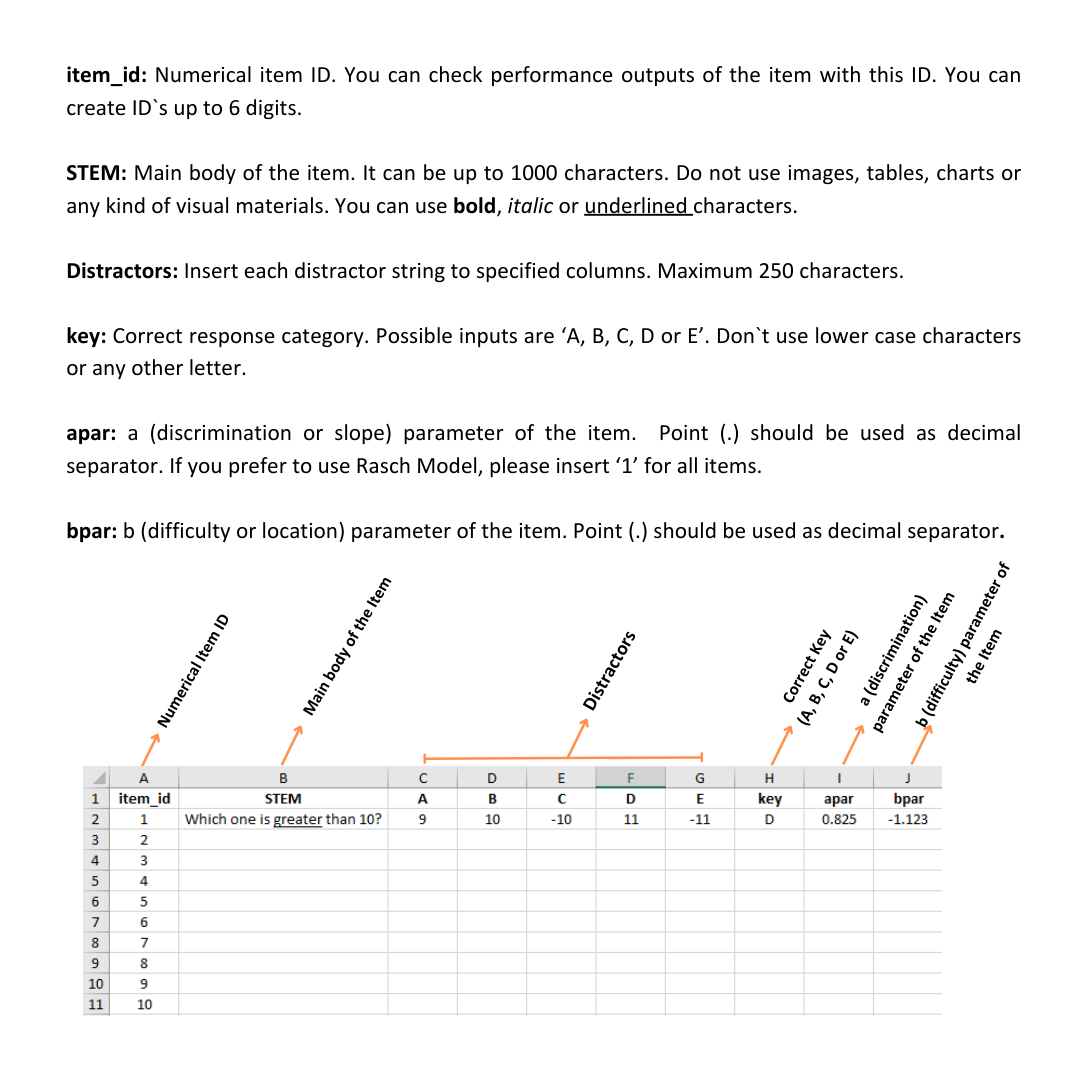 item_id: Numerical item ID. You can check performance outputs of the item with this ID. You can
create ID`s up to 6 digits.
STEM: Main body of the item. It can be up to 1000 characters. Do not use images, tables, charts or
any kind of visual materials. You can use bold, italic or underlined characters.
Distractors: Insert each distractor string to specified columns. Maximum 250 characters.
key: Correct response category. Possible inputs are ‘A, B, C, D or E’. Don`t use lower case characters
or any other letter.
apar: a (discrimination or slope) parameter of the item. Point (.) should be used as decimal
separator. If you prefer to use Rasch Model, please insert ‘1’ for all items.
bpar: b (difficulty or location) parameter of the item. Point (.) should be used as decimal separator.
Numerical Item ID
Main body of the Item
Distractors
Correct Key
(A, B, C, D or E)
a (discrimination)
parameter of the Item
b (difficulty) parameter of
the Item
A B C D E F G H I J
1 item_id STEM A B C D E key apar bpar
2 1 Which one is greater than 10? 9 10 -10 11 -11 D 0.825 -1.123
3 2
4 3
5 4
6 5
7 6
8 7
9 8
10 9
11 10